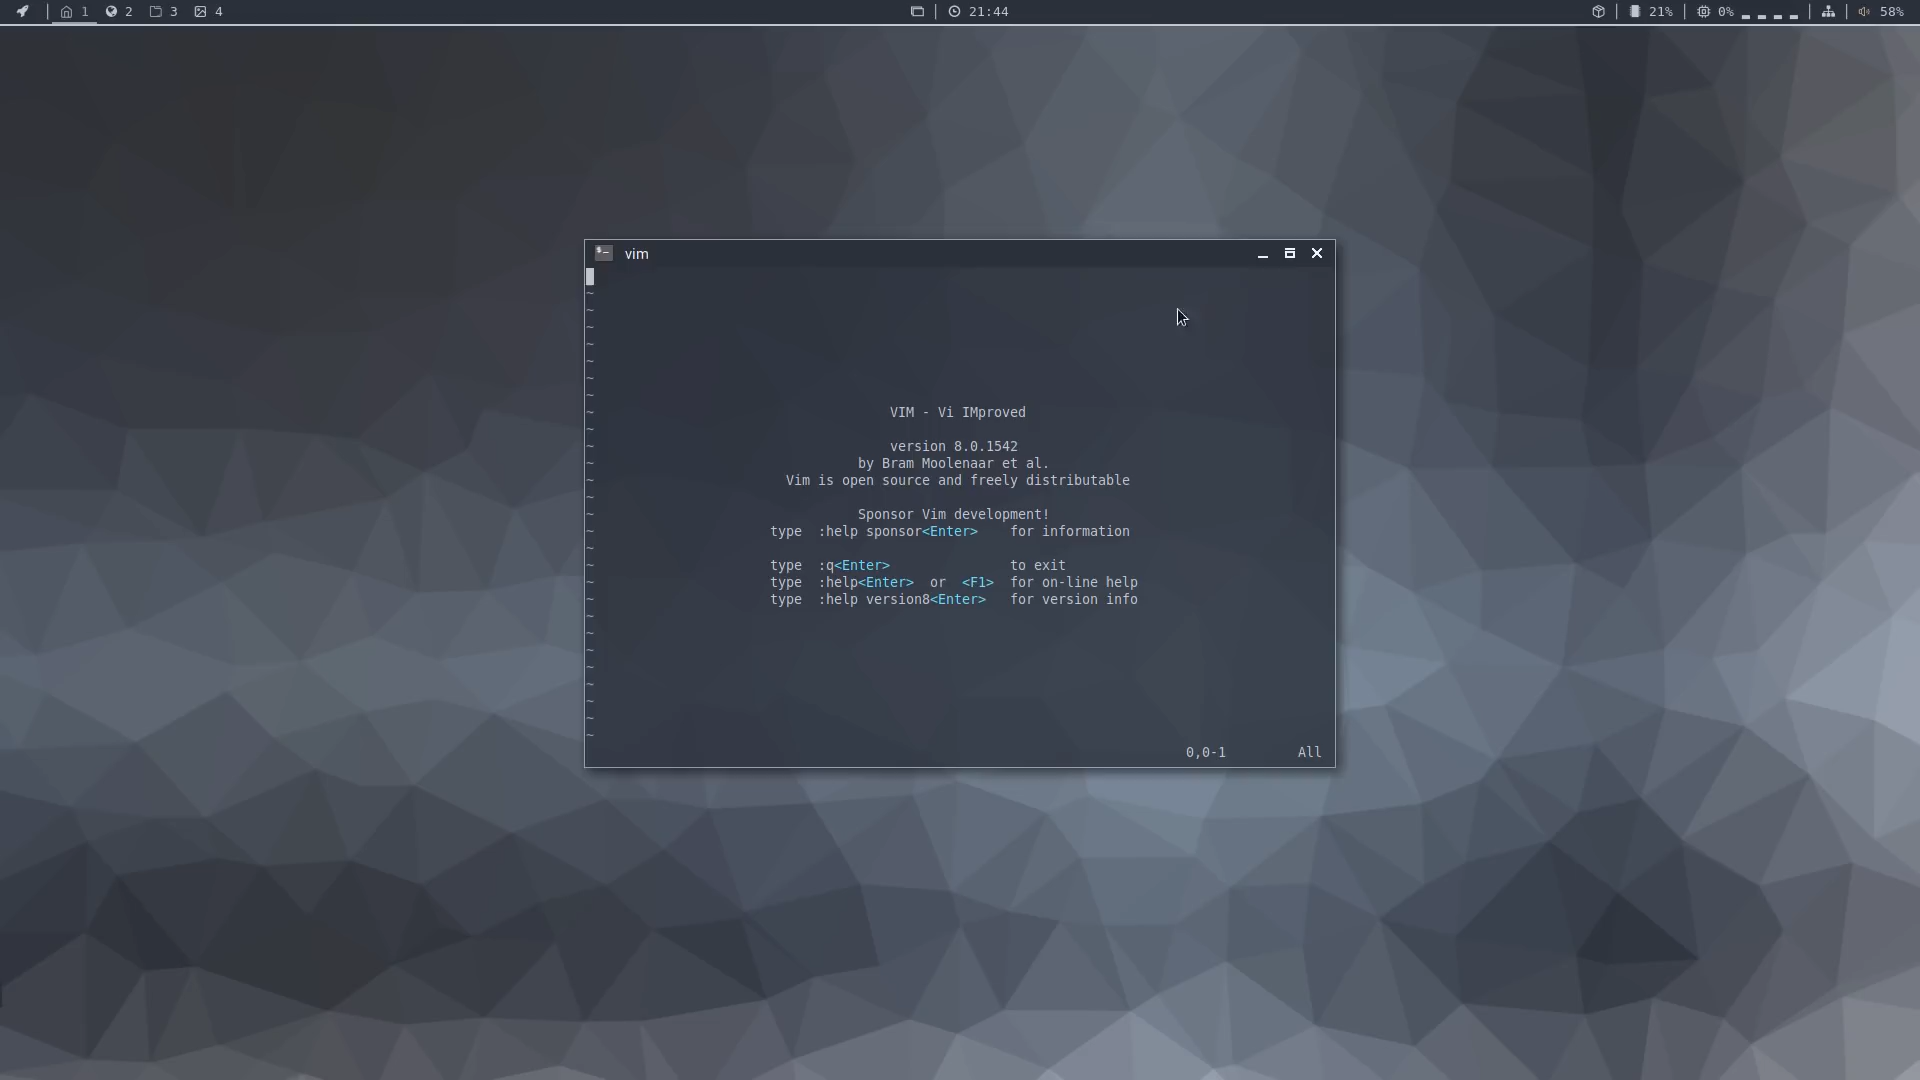 1 2 3 4 21:44 21% 0% 58%
vim
VIM - Vi IMproved
version 8.0.1542
by Bram Moolenaar et al.
Vim is open source and freely distributable
Sponsor Vim development!
type :help sponsor<Enter> for information
type :q<Enter> to exit
type :help<Enter> or <F1> for on-line help
type :help version8<Enter> for version info
0,0-1 All